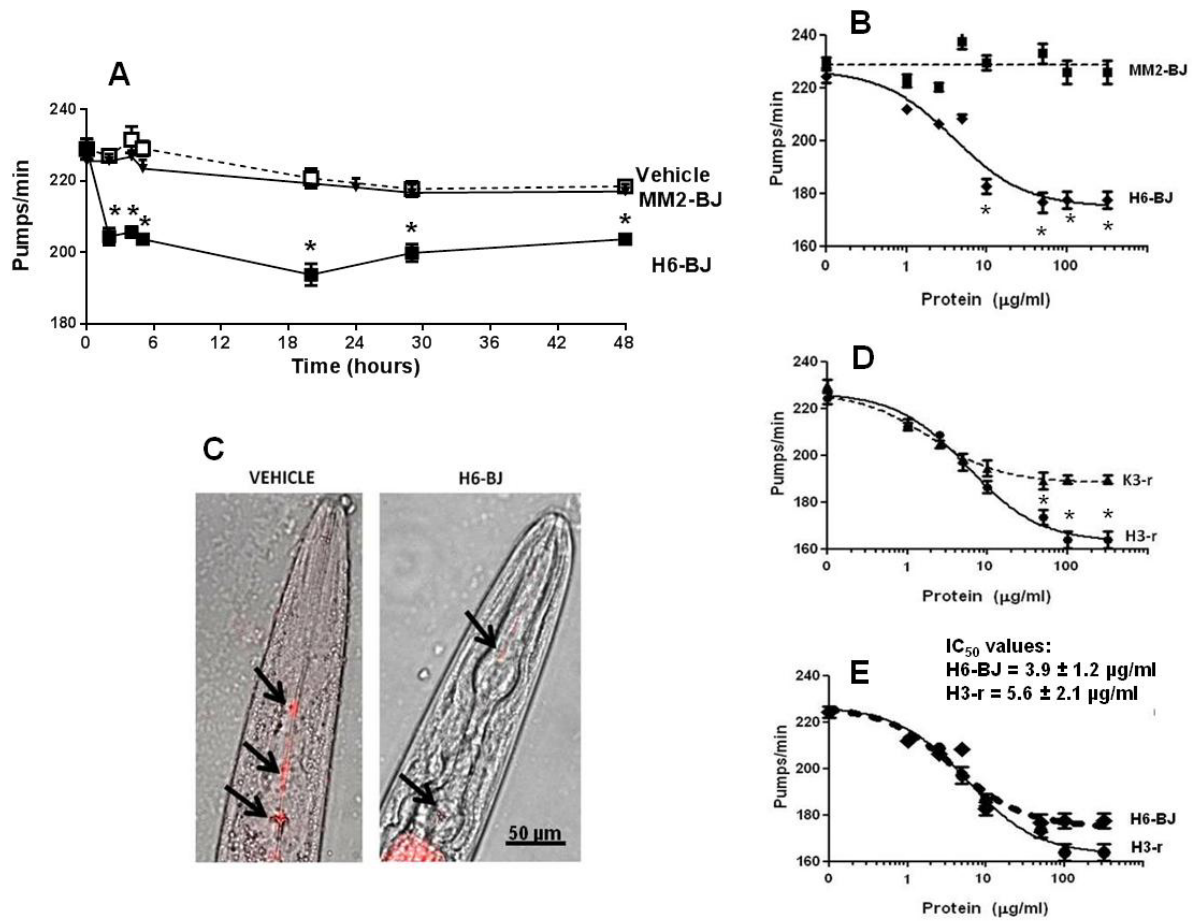 A
240
220
200
180
Pumps/min
0
6
12
18
24
30
36
42
48
Time (hours)
Vehicle
MM2-BJ
H6-BJ
* * *
*
*
*
B
240
220
200
180
160
Pumps/min
0
1
10
100
Protein (µg/ml)
MM2-BJ
H6-BJ
* * * *
C
VEHICLE
H6-BJ
50 µm
D
240
220
200
180
160
Pumps/min
0
1
10
100
Protein (µg/ml)
K3-r
H3-r
* * *
E
IC50 values:
H6-BJ = 3.9 ± 1.2 µg/ml
H3-r = 5.6 ± 2.1 µg/ml
240
220
200
180
160
Pumps/min
0
1
10
100
Protein (µg/ml)
H6-BJ
H3-r